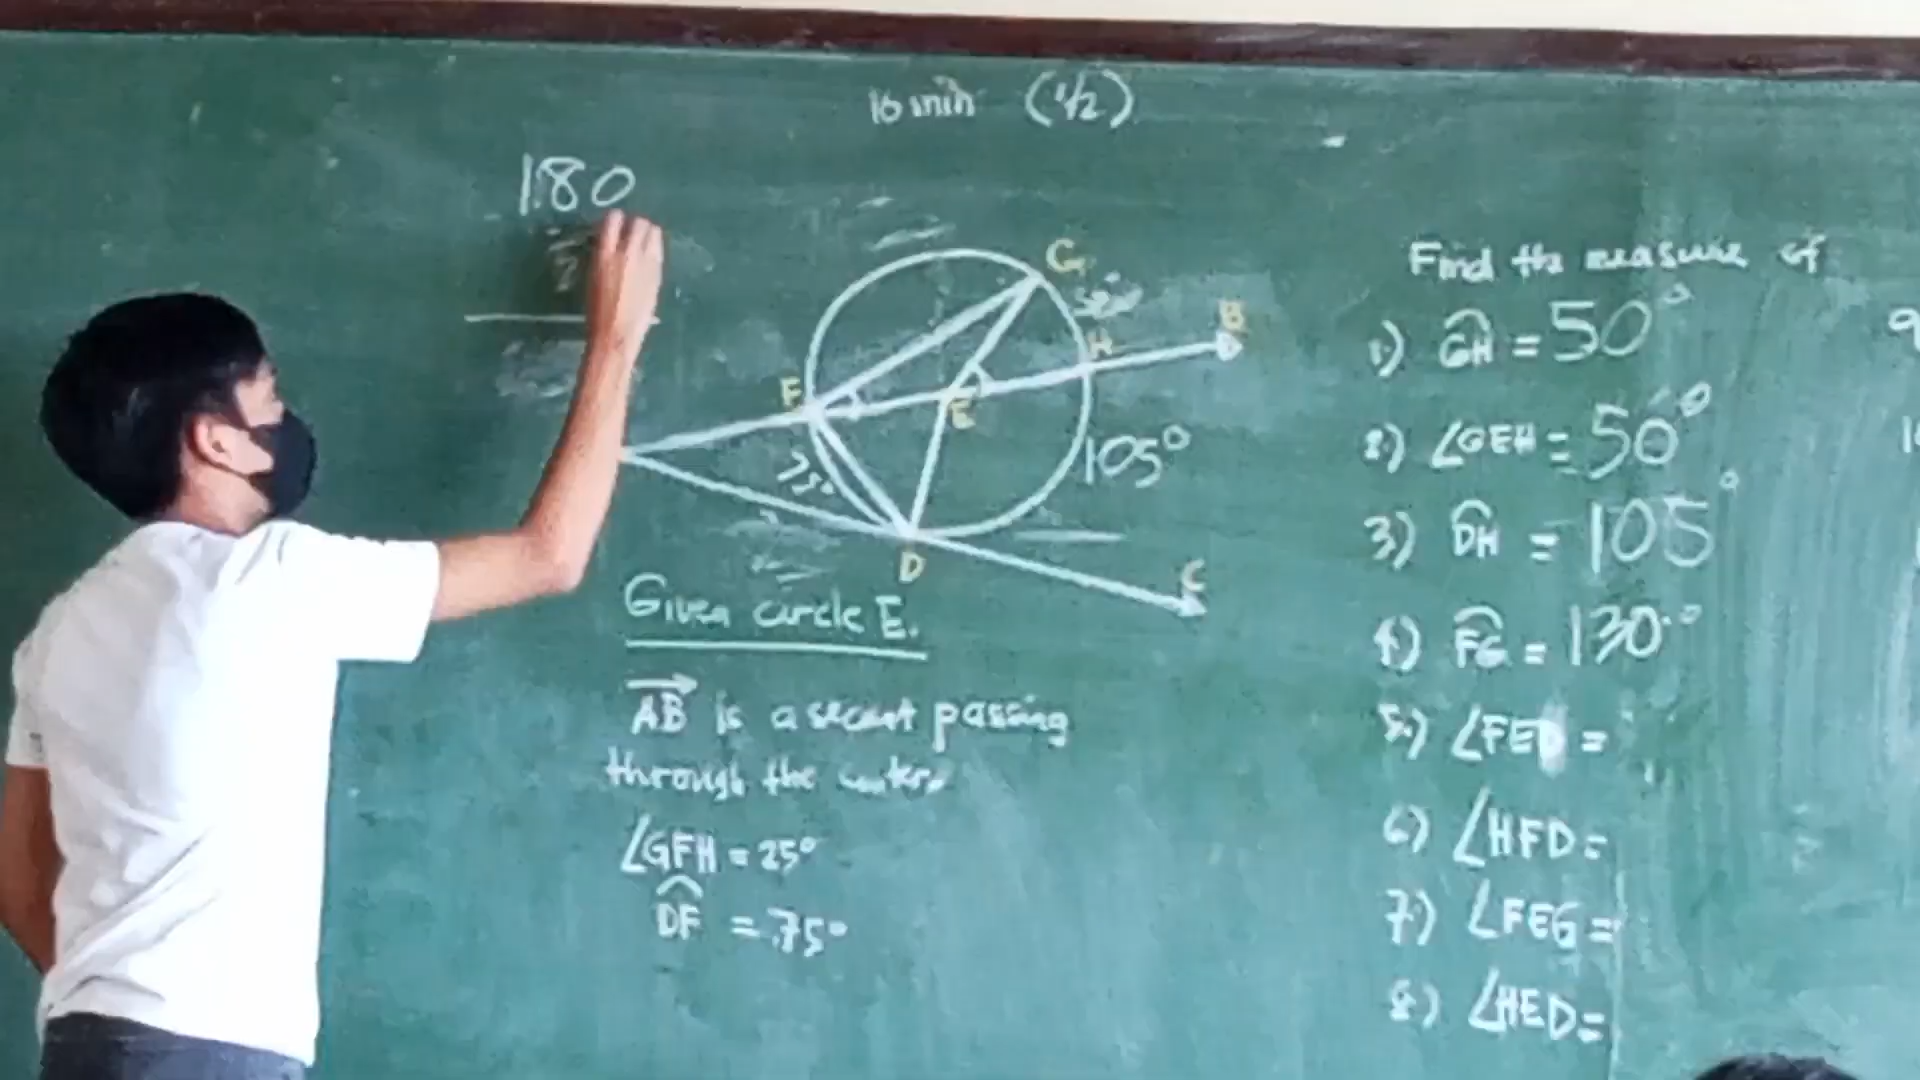 16 min (1/2)
180
G
B
H
F
E
75°
105°
D
C
Given circle E.
AB is a secant passing
through the center.
∠GFH = 25°
DF = 75°
Find the measure of
1.) GH = 50°
2.) ∠GEH = 50°
3.) DH = 105°
4.) FG = 130°
5.) ∠FED =
6.) ∠HFD =
7.) ∠FEG =
8.) ∠HED =